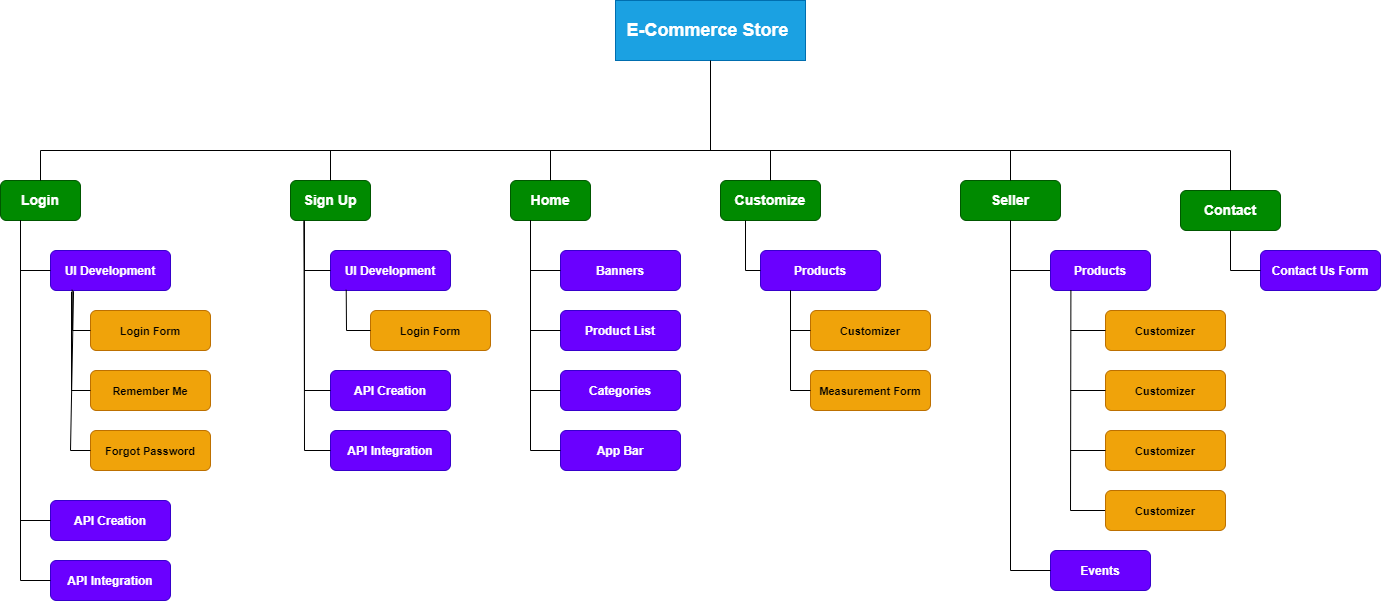 E-Commerce Store
Login
Sign Up
Home
Customize
Seller
Contact
UI Development
Login Form
Remember Me
Forgot Password
API Creation
API Integration
UI Development
Login Form
API Creation
API Integration
Banners
Product List
Categories
App Bar
Products
Customizer
Measurement Form
Products
Customizer
Customizer
Customizer
Customizer
Events
Contact Us Form